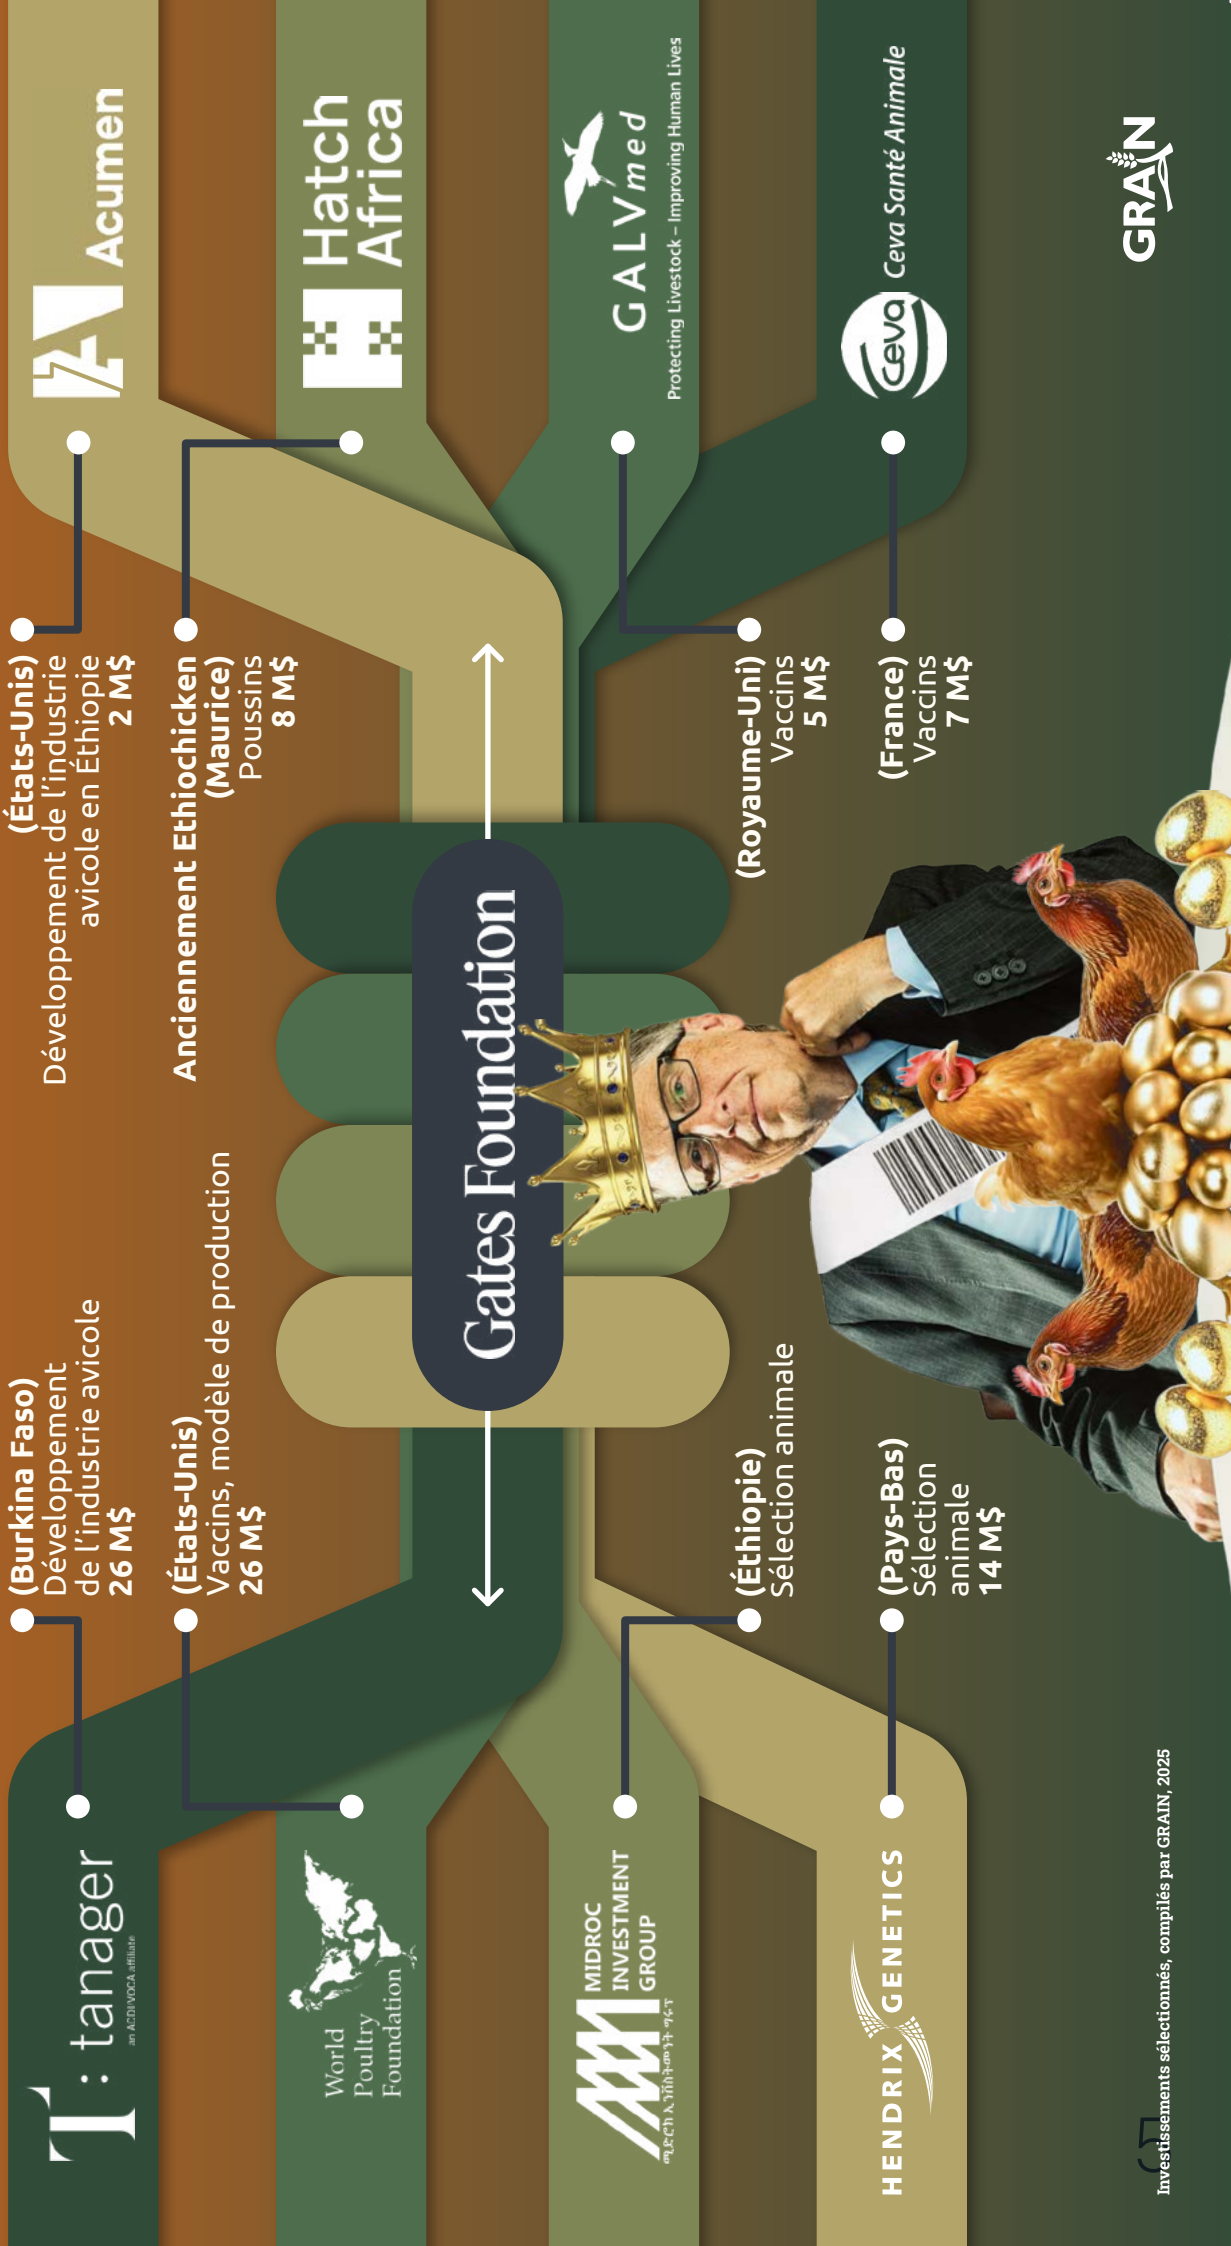 T: tanager
an ACDI/VOCA affiliate
(Burkina Faso)
Développement
de l’industrie avicole
26 M$
World
Poultry
Foundation
(États-Unis)
Vaccins, modèle de production
26 M$
MIDROC
INVESTMENT
GROUP
ሚድሮክ ኢንቨስትመንት ግሩፕ
(Éthiopie)
Sélection animale
HENDRIX GENETICS
(Pays-Bas)
Sélection
animale
14 M$
Gates Foundation
Acumen
(États-Unis)
Développement de l’industrie
avicole en Éthiopie
2 M$
Hatch
Africa
Anciennement Ethiochicken
(Maurice)
Poussins
8 M$
GALVmed
Protecting Livestock – Improving Human Lives
(Royaume-Uni)
Vaccins
5 M$
Ceva
Ceva Santé Animale
(France)
Vaccins
7 M$
5
Investissements sélectionnés, compilés par GRAIN, 2025
GRAIN